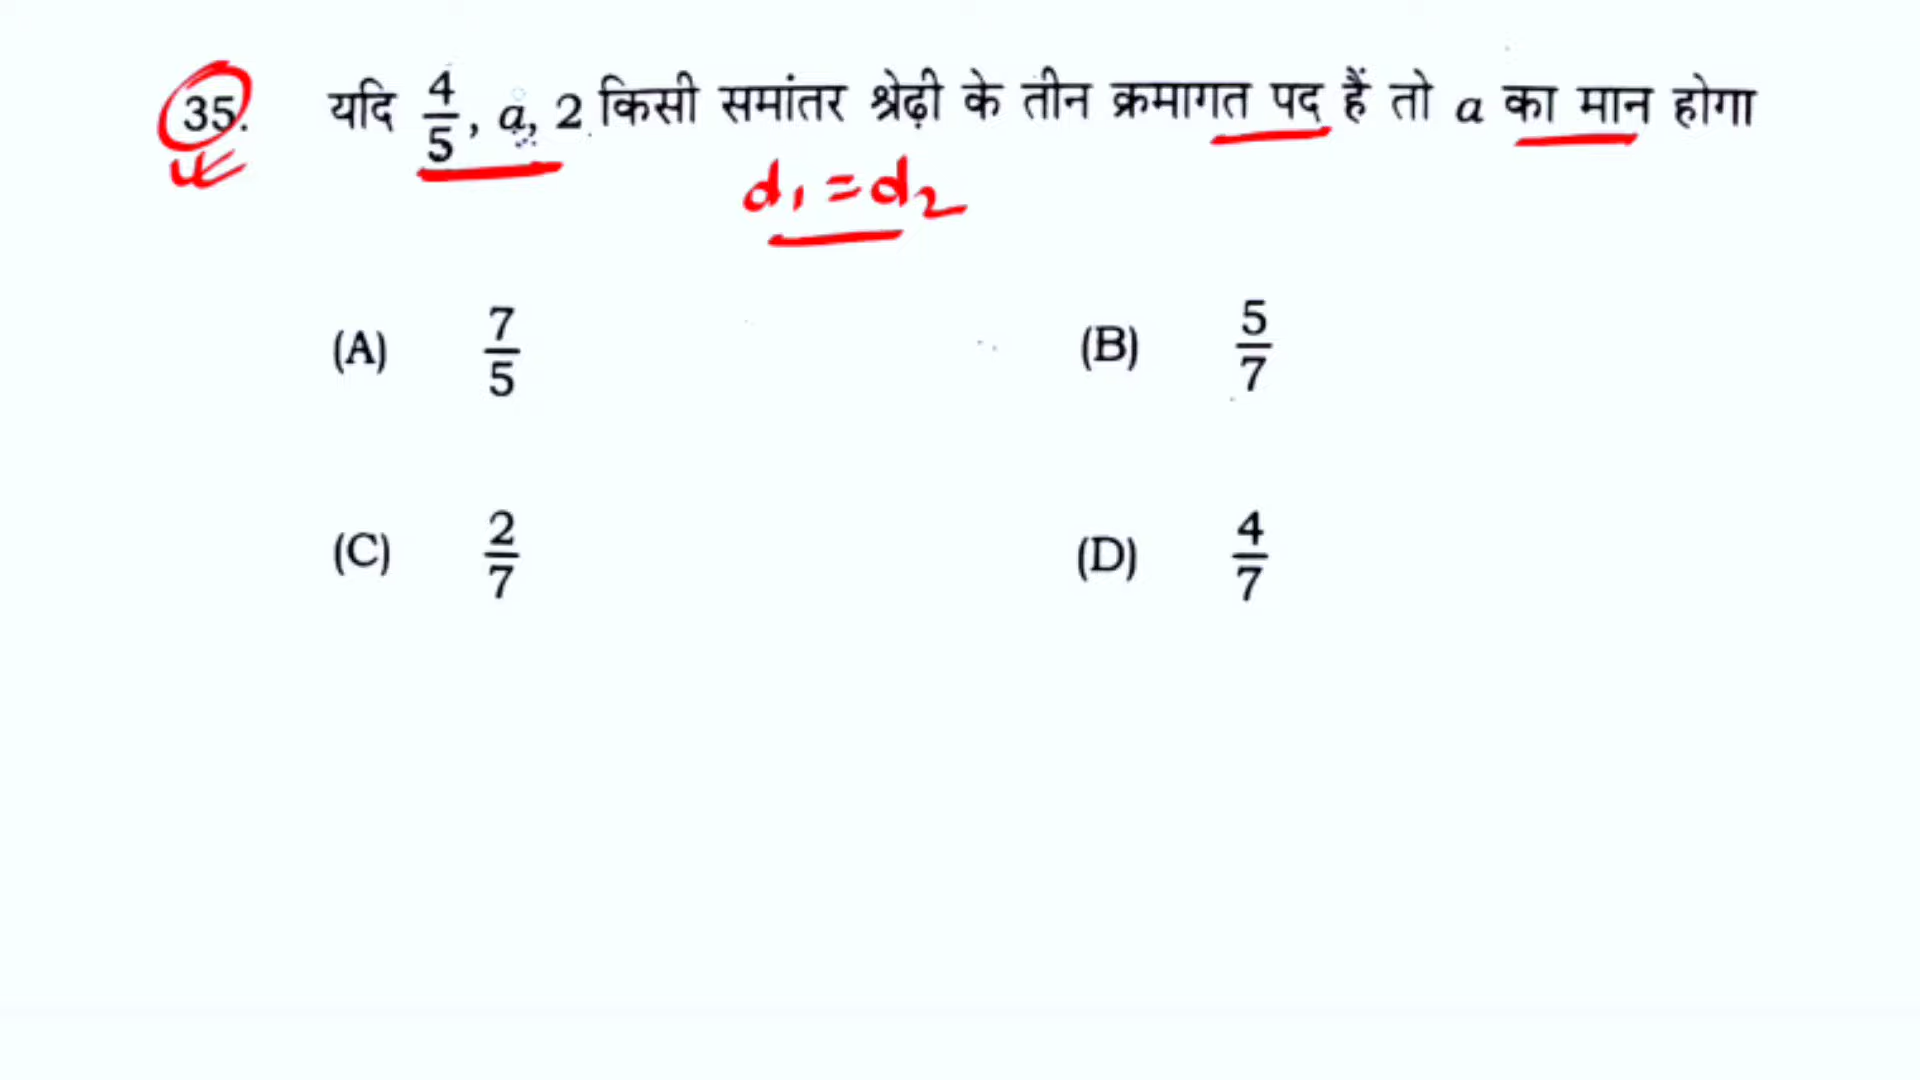 35. यदि 4/5, a, 2 किसी समांतर श्रेढ़ी के तीन क्रमागत पद हैं तो a का मान होगा
d₁ = d₂
(A) 7/5 (B) 5/7
(C) 2/7 (D) 4/7